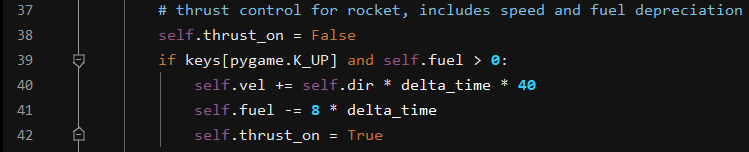 37 # thrust control for rocket, includes speed and fuel depreciation
38 self.thrust_on = False
39 if keys[pygame.K_UP] and self.fuel > 0:
40 self.vel += self.dir * delta_time * 40
41 self.fuel -= 8 * delta_time
42 self.thrust_on = True